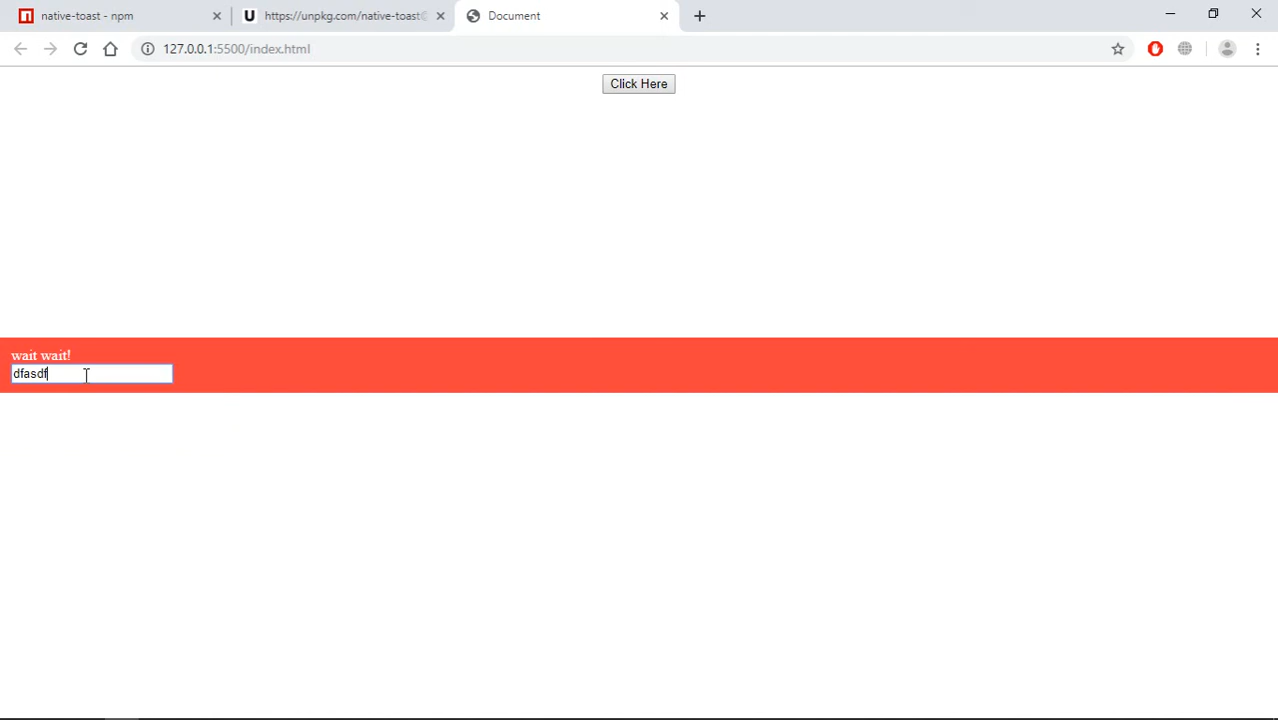 native-toast - npm
https://unpkg.com/native-toast@
Document
127.0.0.1:5500/index.html
Click Here
wait wait!
dfasdf